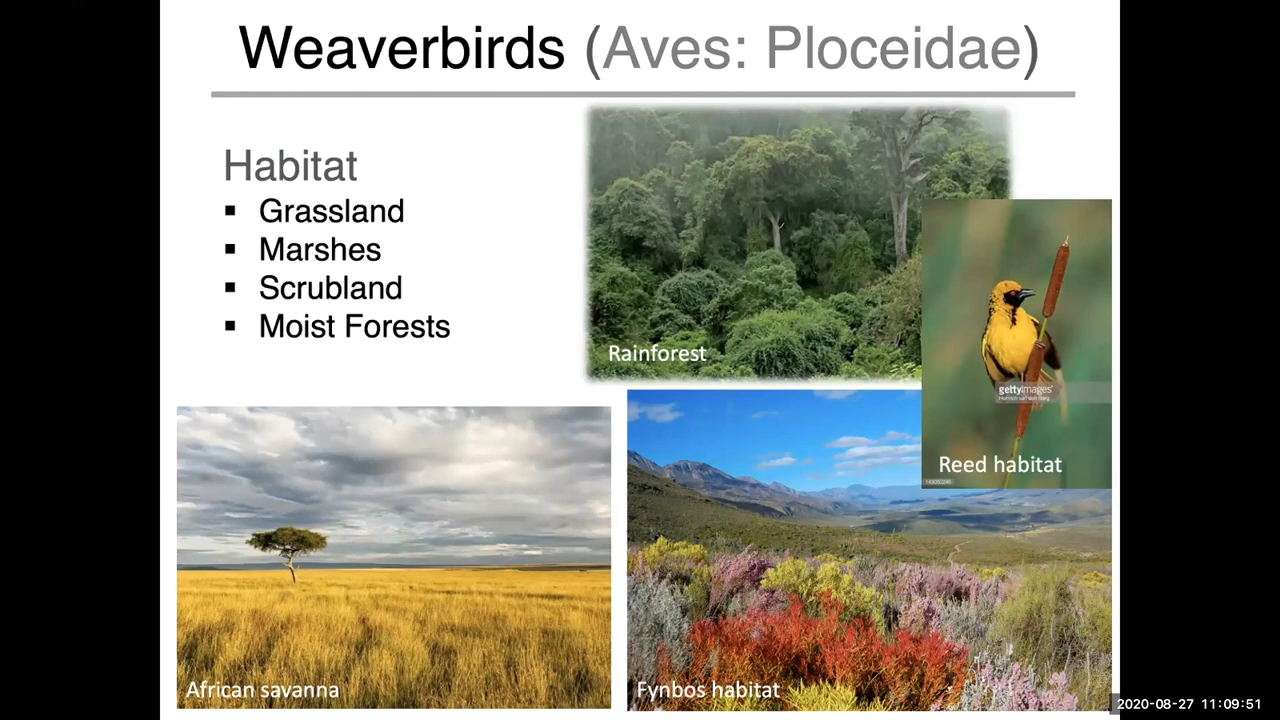 Weaverbirds (Aves: Ploceidae)
Habitat
▪ Grassland
▪ Marshes
▪ Scrubland
▪ Moist Forests
Rainforest
gettyimages
Reed habitat
African savanna
Fynbos habitat
2020-08-27 11:09:51